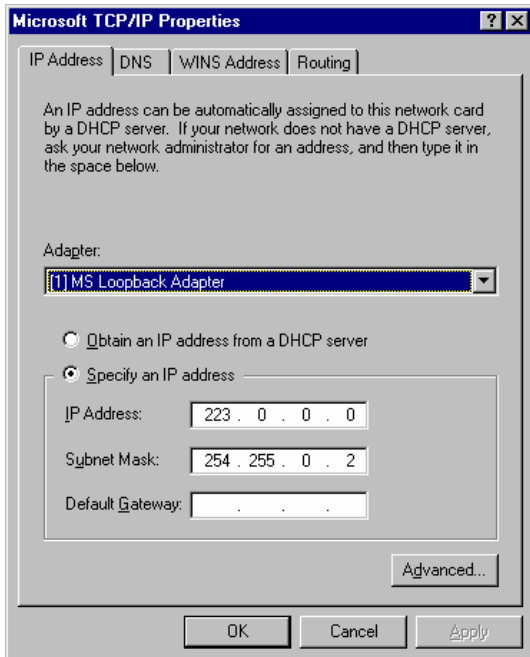 Microsoft TCP/IP Properties
IP Address DNS WINS Address Routing
An IP address can be automatically assigned to this network card
by a DHCP server. If your network does not have a DHCP server,
ask your network administrator for an address, and then type it in
the space below.
Adapter:
[1] MS Loopback Adapter
Obtain an IP address from a DHCP server
Specify an IP address
IP Address: 223 . 0 . 0 . 0
Subnet Mask: 254 . 255 . 0 . 2
Default Gateway: . . .
Advanced...
OK Cancel Apply